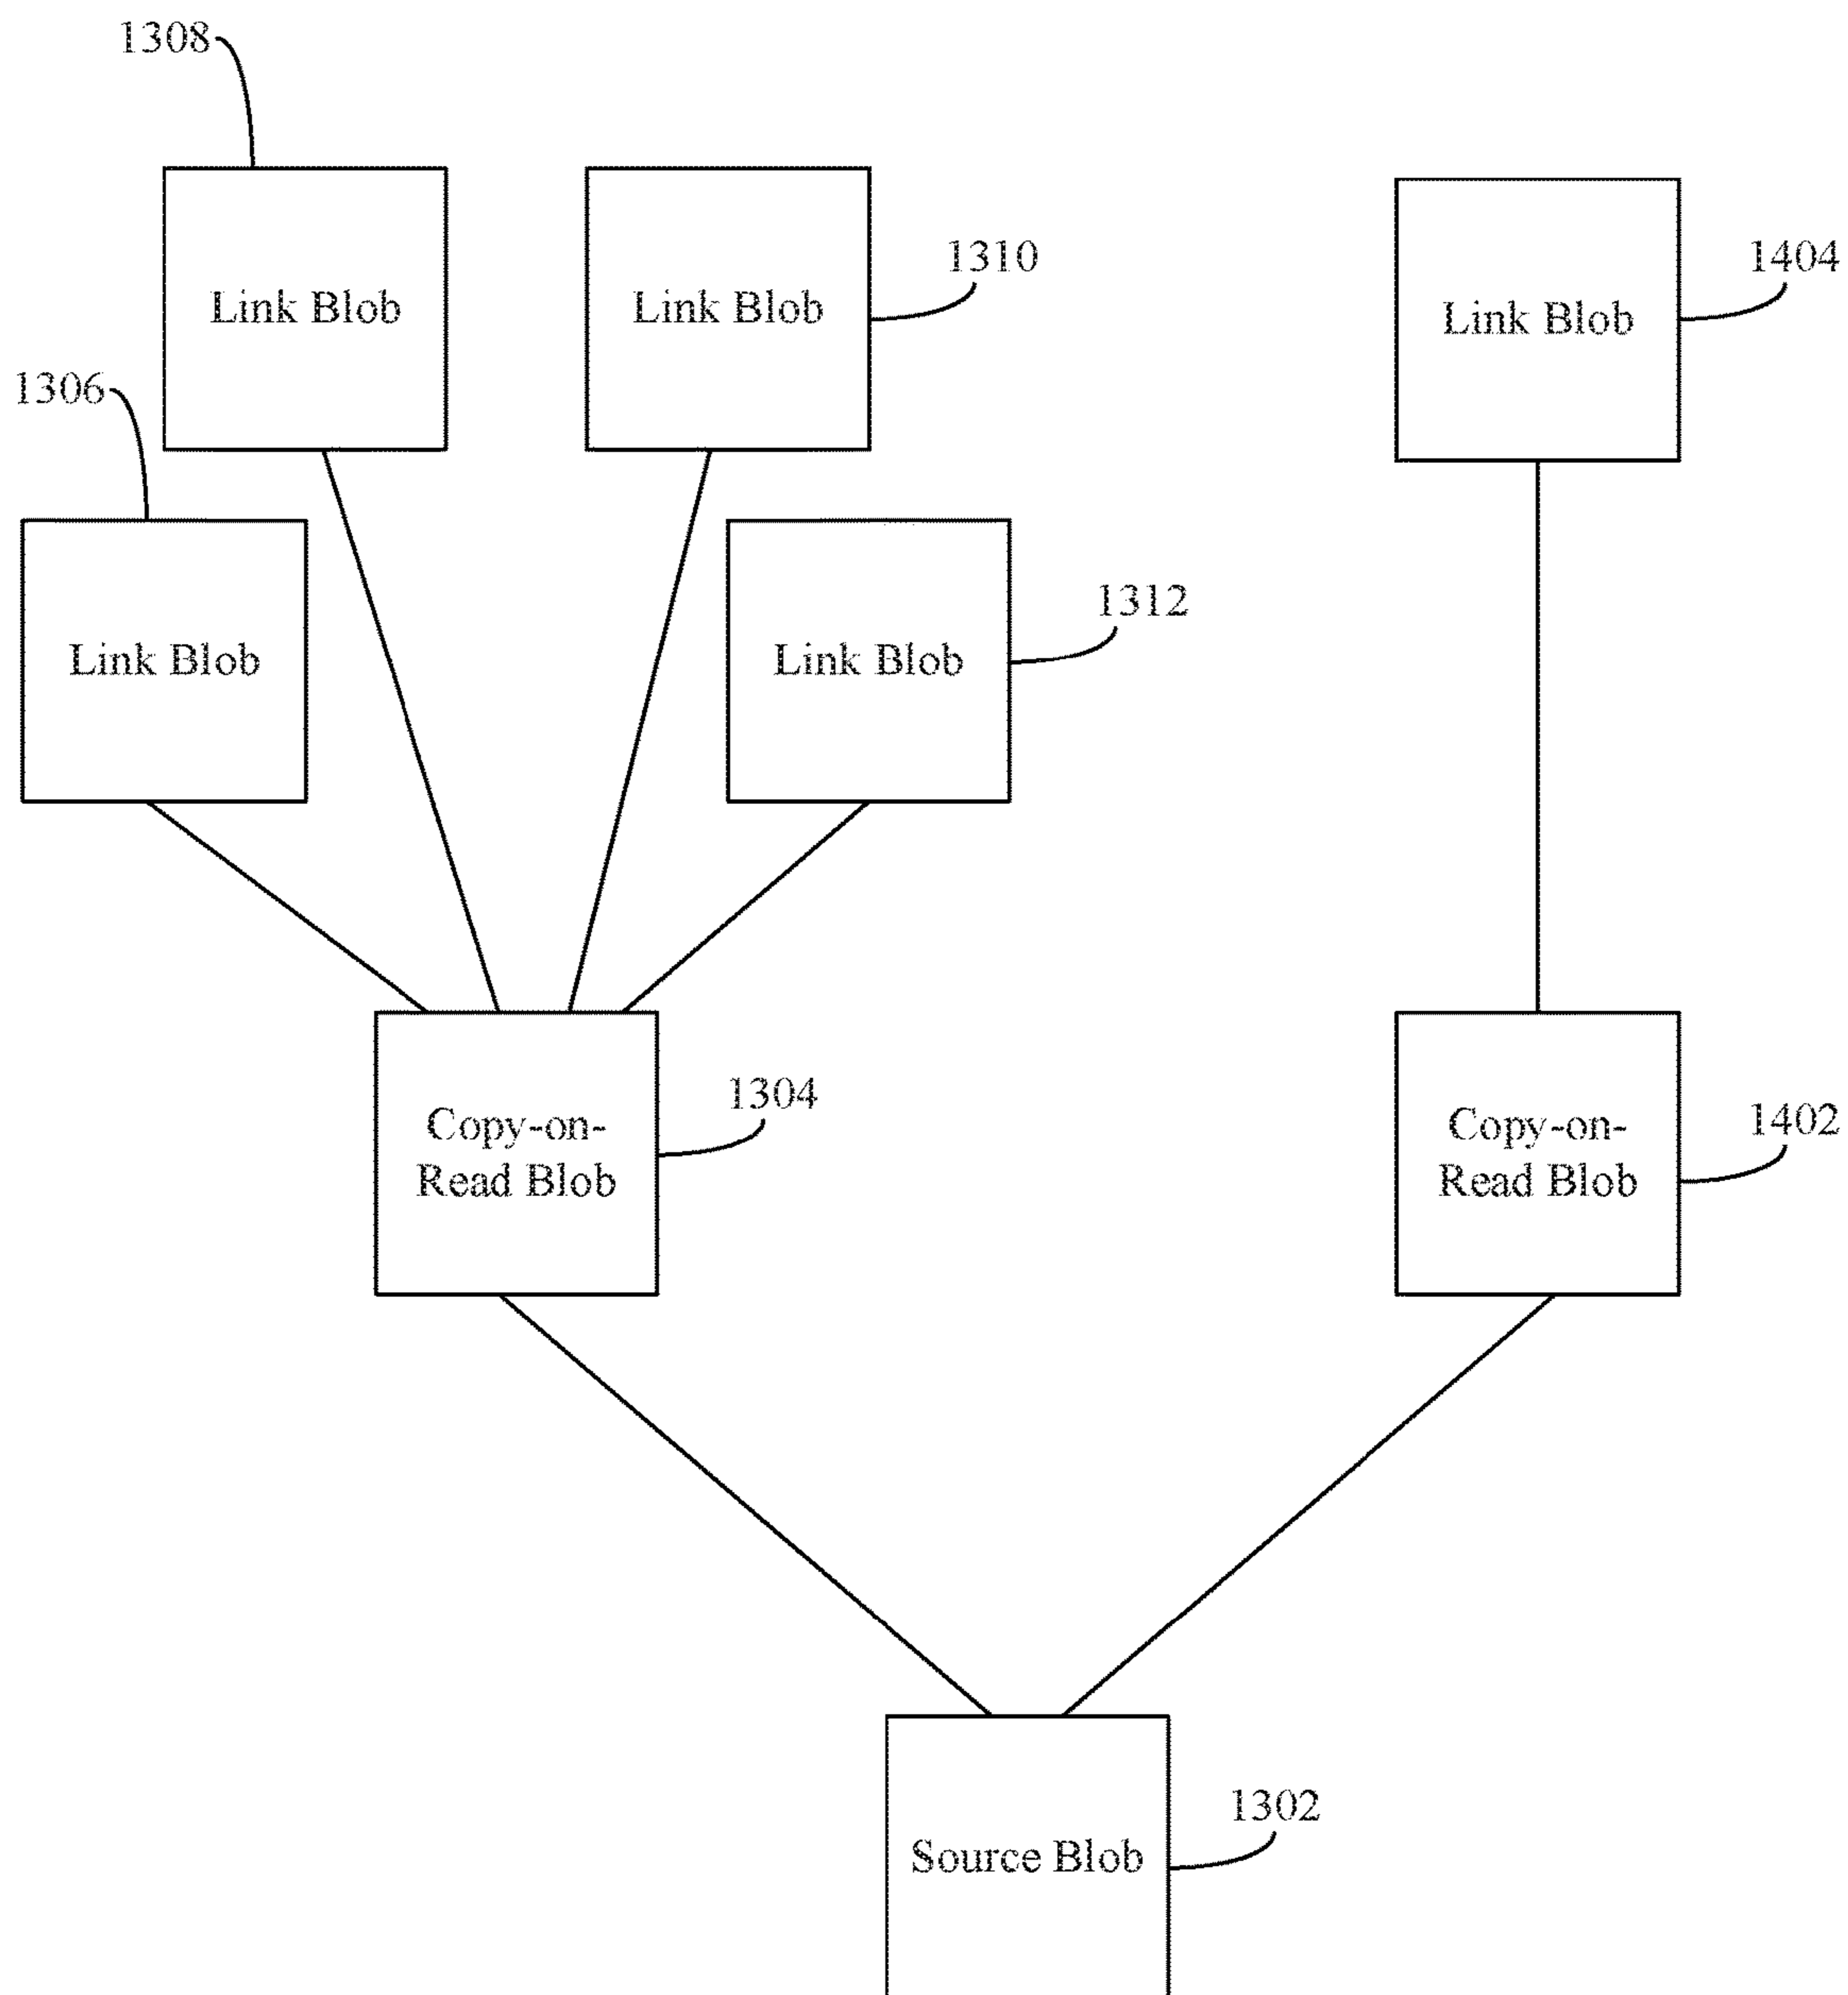 1308
Link Blob
Link Blob
1310
Link Blob
1404
1306
Link Blob
Link Blob
1312
Copy-on-
Read Blob
1304
Copy-on-
Read Blob
1402
Source Blob
1302